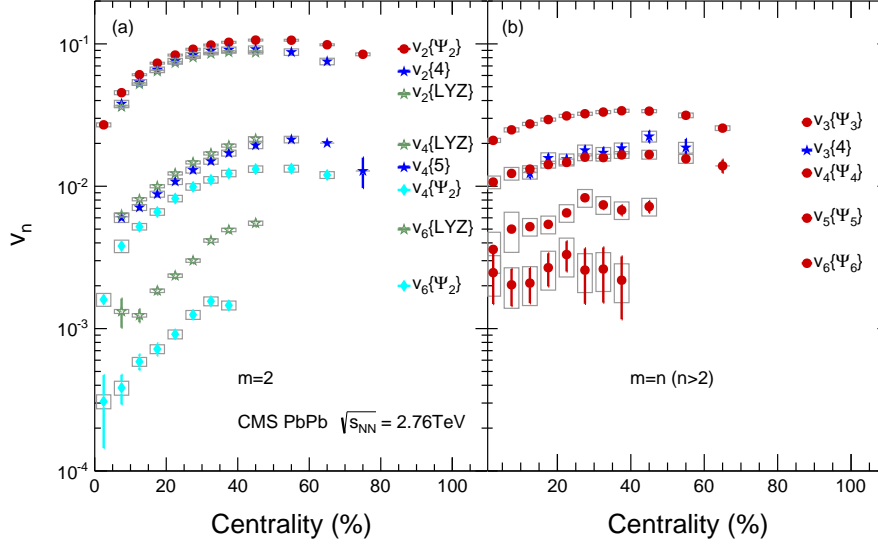 (a)
(b)
10⁻¹
10⁻²
10⁻³
10⁻⁴
vₙ
v₂{Ψ₂}
v₂{4}
v₂{LYZ}
v₄{LYZ}
v₄{5}
v₄{Ψ₂}
v₆{LYZ}
v₆{Ψ₂}
m=2
CMS PbPb √s_NN = 2.76TeV
v₃{Ψ₃}
v₃{4}
v₄{Ψ₄}
v₅{Ψ₅}
v₆{Ψ₆}
m=n (n>2)
0 20 40 60 80 100
0 20 40 60 80 100
Centrality (%)
Centrality (%)